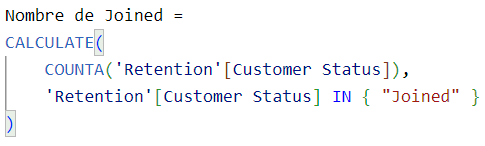 Nombre de Joined =
CALCULATE(
    COUNTA('Retention'[Customer Status]),
    'Retention'[Customer Status] IN { "Joined" }
)